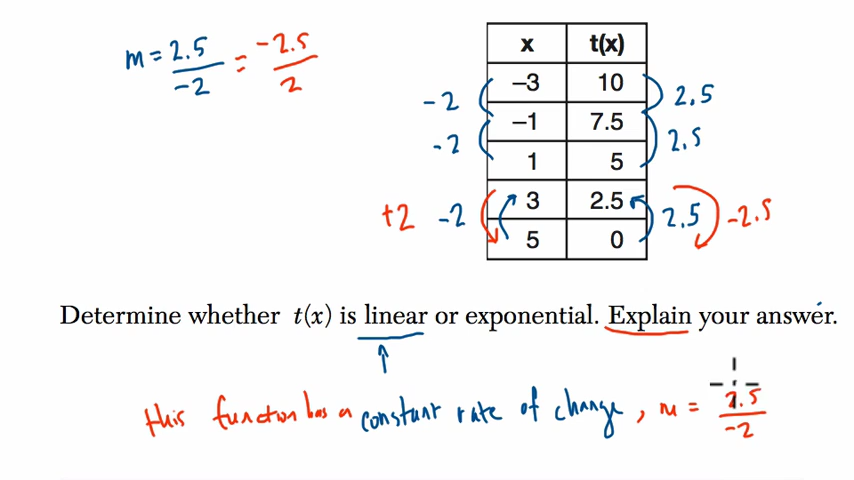 m = 2.5/-2 = -2.5/2
x t(x)
-3 10
-1 7.5
1 5
3 2.5
5 0
-2 2.5
-2 2.5
+2 -2 2.5 -2.5
Determine whether t(x) is linear or exponential. Explain your answer.
this function has a constant rate of change, m = 2.5/-2